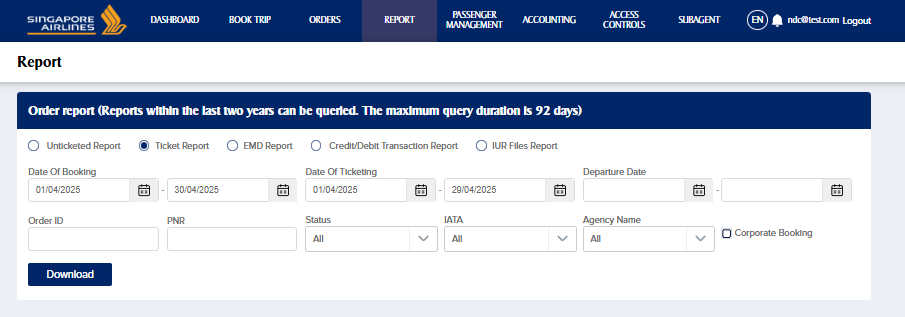 SINGAPORE AIRLINES
DASHBOARD
BOOK TRIP
ORDERS
REPORT
PASSENGER MANAGEMENT
ACCOUNTING
ACCESS CONTROLS
SUBAGENT
EN
ndc@test.com
Logout
Report
Order report (Reports within the last two years can be queried. The maximum query duration is 92 days)
Unticketed Report
Ticket Report
EMD Report
Credit/Debit Transaction Report
IUR Files Report
Date Of Booking
Date Of Ticketing
Departure Date
01/04/2025 - 30/04/2025
01/04/2025 - 29/04/2025
-
Order ID
PNR
Status
IATA
Agency Name
All
All
All
Corporate Booking
Download